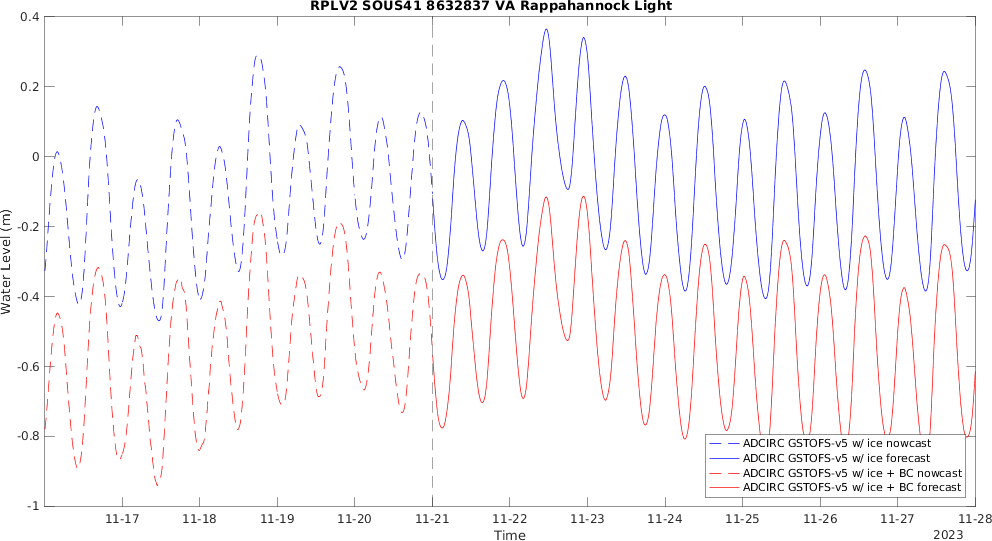 RPLV2 SOUS41 8632837 VA Rappahannock Light
0.4
0.2
0
-0.2
-0.4
-0.6
-0.8
-1
Water Level (m)
ADCIRC GSTOFS-v5 w/ ice nowcast
ADCIRC GSTOFS-v5 w/ ice forecast
ADCIRC GSTOFS-v5 w/ ice + BC nowcast
ADCIRC GSTOFS-v5 w/ ice + BC forecast
11-17 11-18 11-19 11-20 11-21 11-22 11-23 11-24 11-25 11-26 11-27 11-28
Time
2023